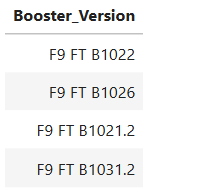 Booster_Version
F9 FT B1022
F9 FT B1026
F9 FT B1021.2
F9 FT B1031.2